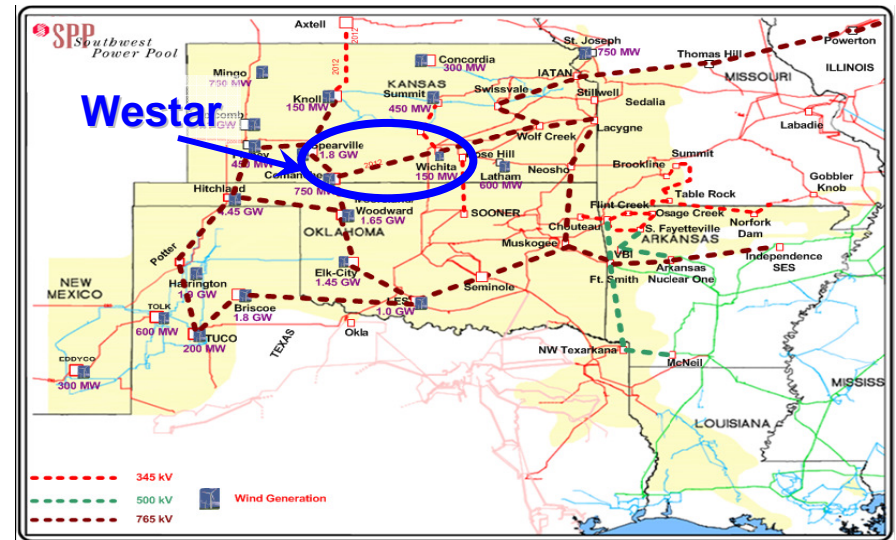 SPP Southwest
Power Pool
Westar
Axtell
2012
2012
St. Joseph
750 MW
Powerton
Thomas Hill
ILLINOIS
MISSOURI
Mingo
750 MW
Concordia
300 MW
KANSAS
IATAN
Swissvale
Stillwell
Sedalia
Knoll
150 MW
Summit
450 MW
Lacygne
Labadie
Wolf Creek
Spearville
1.8 GW
2012
Wichita
150 MW
Rose Hill
Latham
600 MW
Neosho
Summit
Brookline
Gobbler
Knob
Comanche
750 MW
Hitchland
1.45 GW
Table Rock
Woodward
1.65 GW
SOONER
Flint Creek
Osage Creek
Norfork
Dam
Chouteau
S. Fayetteville
OKLAHOMA
ARKANSAS
Muskogee
VBI
Independence
SES
Potter
Elk-City
1.45 GW
Arkansas
Nuclear One
Ft. Smith
NEW
MEXICO
Harrington
Seminole
TOLK
600 MW
Briscoe
1.8 GW
LES
1.0 GW
Okla
TUCO
200 MW
TEXAS
NW Texarkana
McNeil
EDDYCO
300 MW
MISSISS
LOUISIANA
345 kV
500 kV
765 kV
Wind Generation